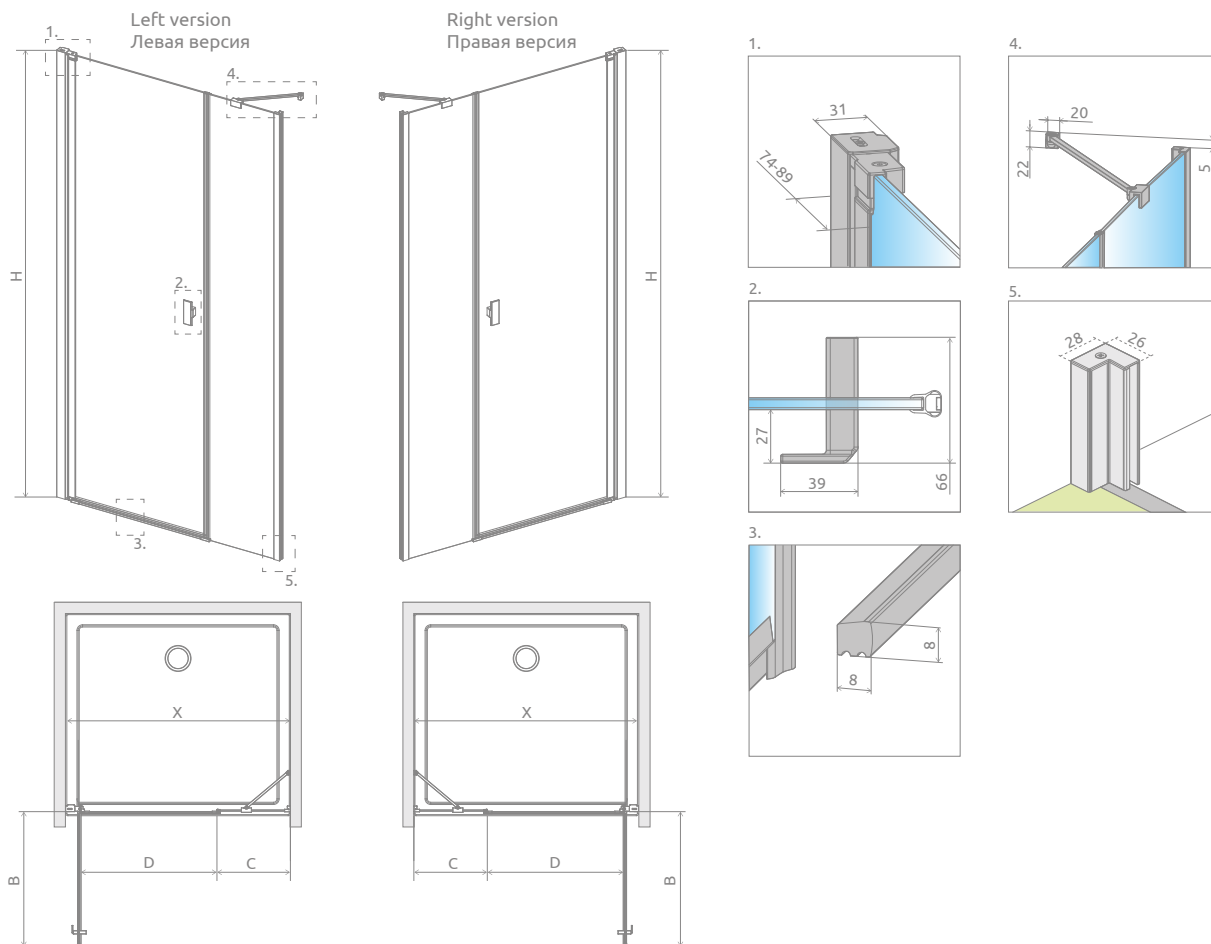 Left version
Левая версия
Right version
Правая версия
1.
4.
H
2.
3.
5.
H
X
D
C
B
X
C
D
B
1.
31
74-89
4.
20
22
5
2.
27
39
66
5.
28
26
3.
8
8